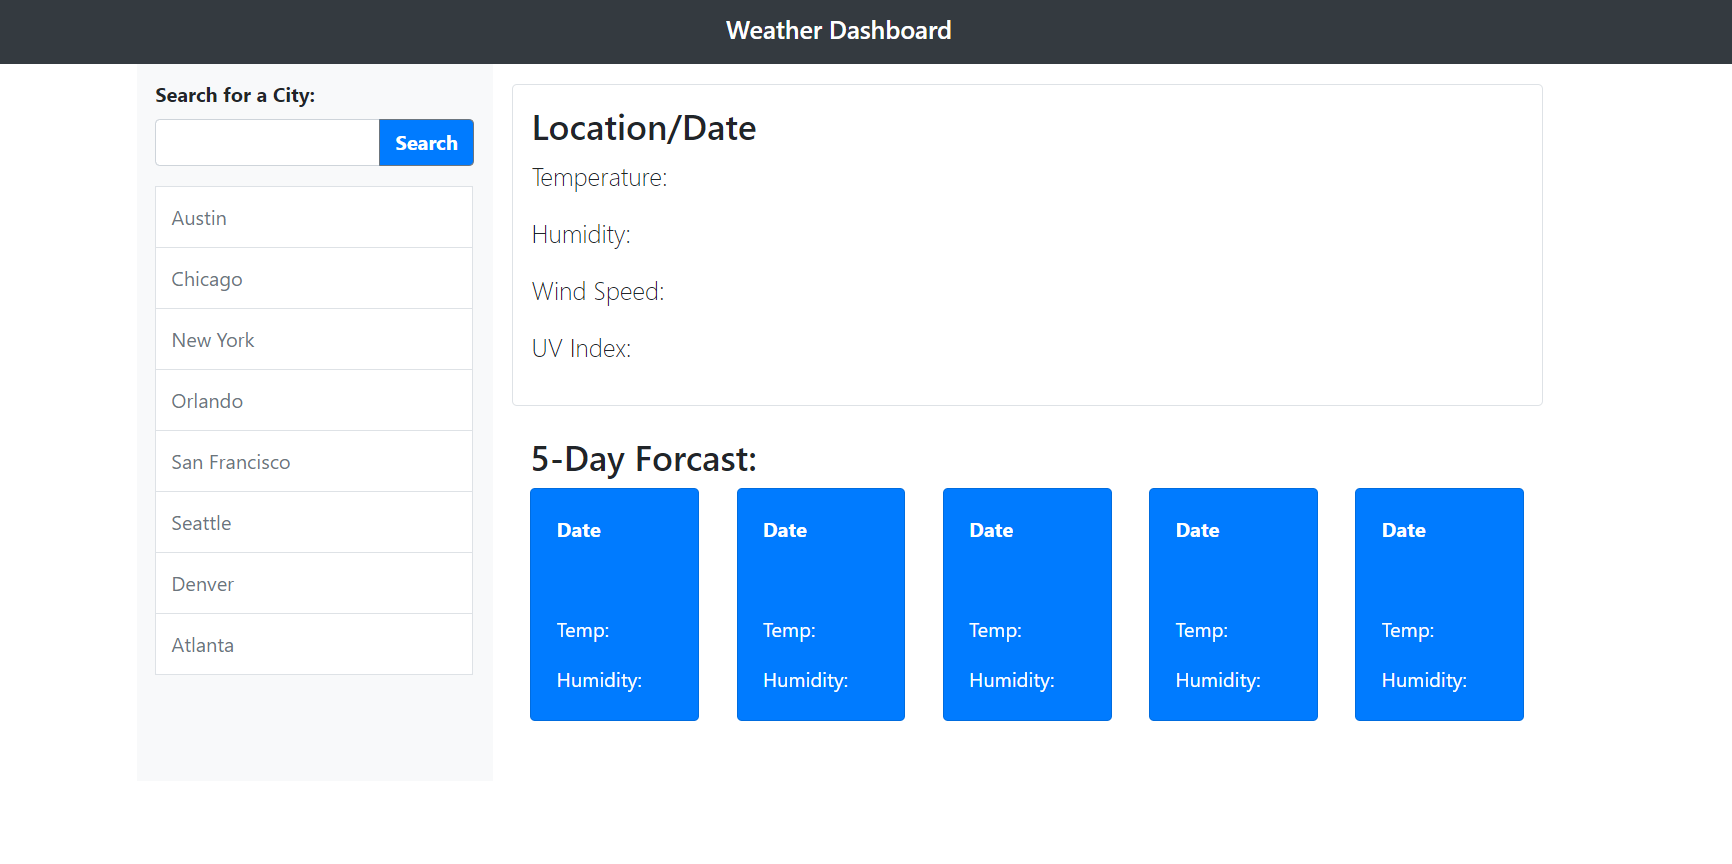 Weather Dashboard
Search for a City:
Search
Austin
Chicago
New York
Orlando
San Francisco
Seattle
Denver
Atlanta
Location/Date
Temperature:
Humidity:
Wind Speed:
UV Index:
5-Day Forcast:
Date Date Date Date Date
Temp: Temp: Temp: Temp: Temp:
Humidity: Humidity: Humidity: Humidity: Humidity: